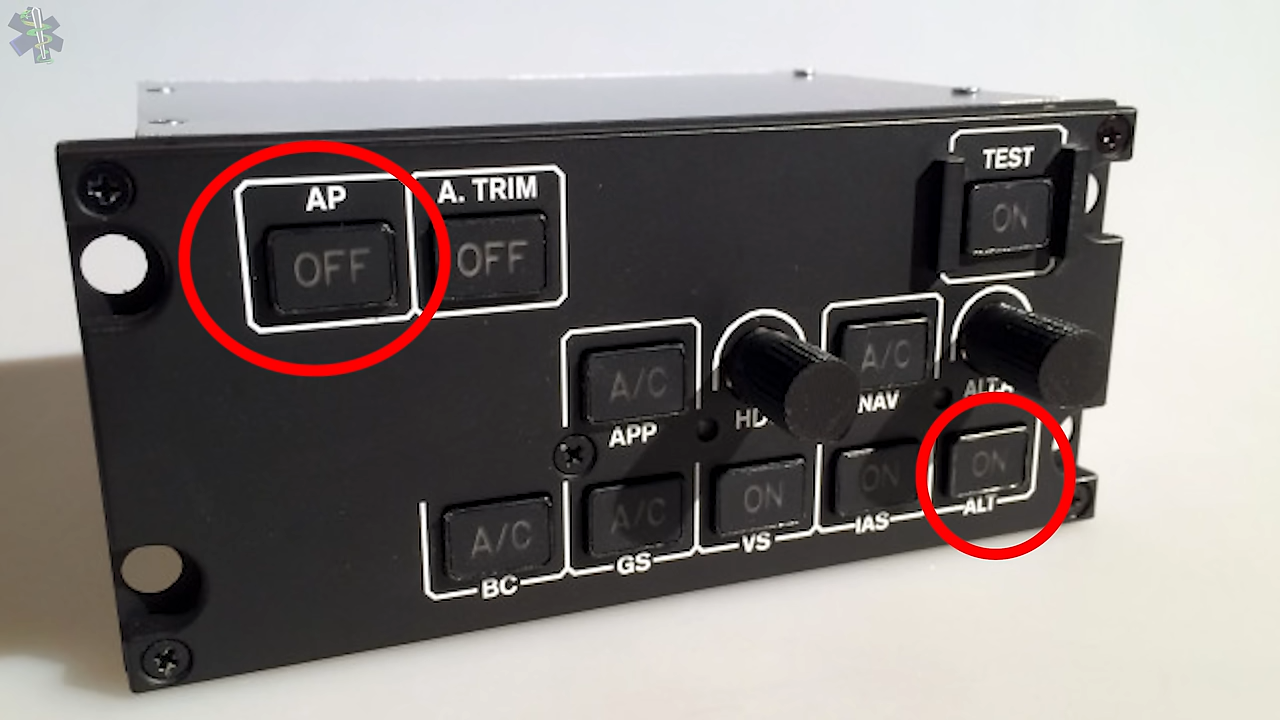 AP
OFF
A. TRIM
OFF
TEST
ON
A/C
APP
A/C
NAV
A/C
BC
A/C
GS
ON
VS
ON
IAS
ON
ALT